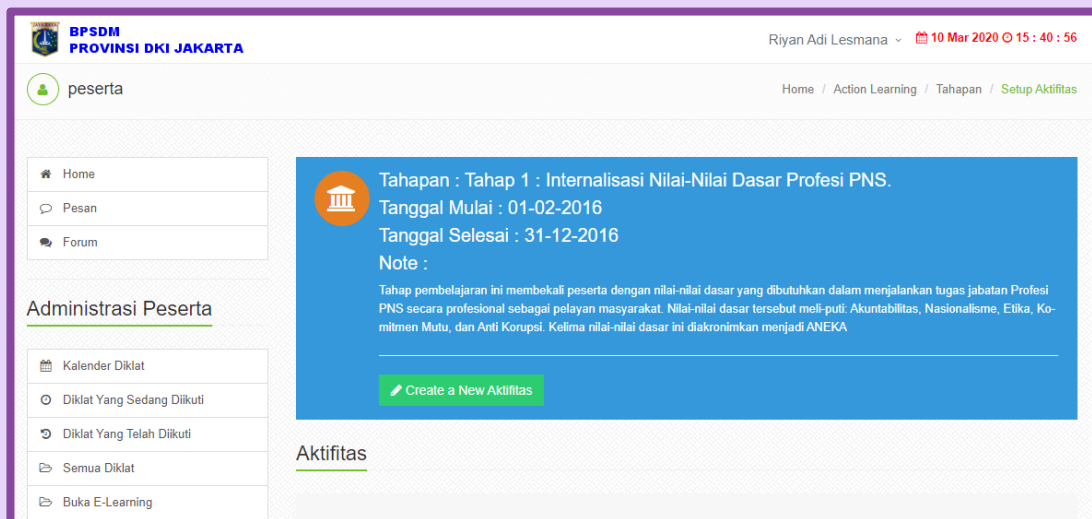 BPSDM
PROVINSI DKI JAKARTA
Riyan Adi Lesmana
10 Mar 2020 15 : 40 : 56
peserta
Home / Action Learning / Tahapan / Setup Aktifitas
Home
Pesan
Forum
Administrasi Peserta
Kalender Diklat
Diklat Yang Sedang Diikuti
Diklat Yang Telah Diikuti
Semua Diklat
Buka E-Learning
Tahapan : Tahap 1 : Internalisasi Nilai-Nilai Dasar Profesi PNS.
Tanggal Mulai : 01-02-2016
Tanggal Selesai : 31-12-2016
Note :
Tahap pembelajaran ini membekali peserta dengan nilai-nilai dasar yang dibutuhkan dalam menjalankan tugas jabatan Profesi
PNS secara profesional sebagai pelayan masyarakat. Nilai-nilai dasar tersebut meli-puti: Akuntabilitas, Nasionalisme, Etika, Ko-
mitmen Mutu, dan Anti Korupsi. Kelima nilai-nilai dasar ini diakronimkan menjadi ANEKA
Create a New Aktifitas
Aktifitas